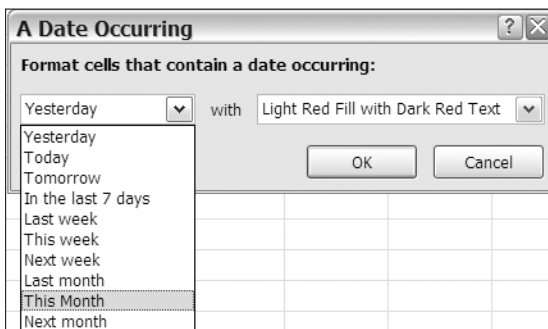 A Date Occurring
Format cells that contain a date occurring:
Yesterday with Light Red Fill with Dark Red Text
Yesterday
Today
Tomorrow
In the last 7 days
Last week
This week
Next week
Last month
This Month
Next month
OK Cancel